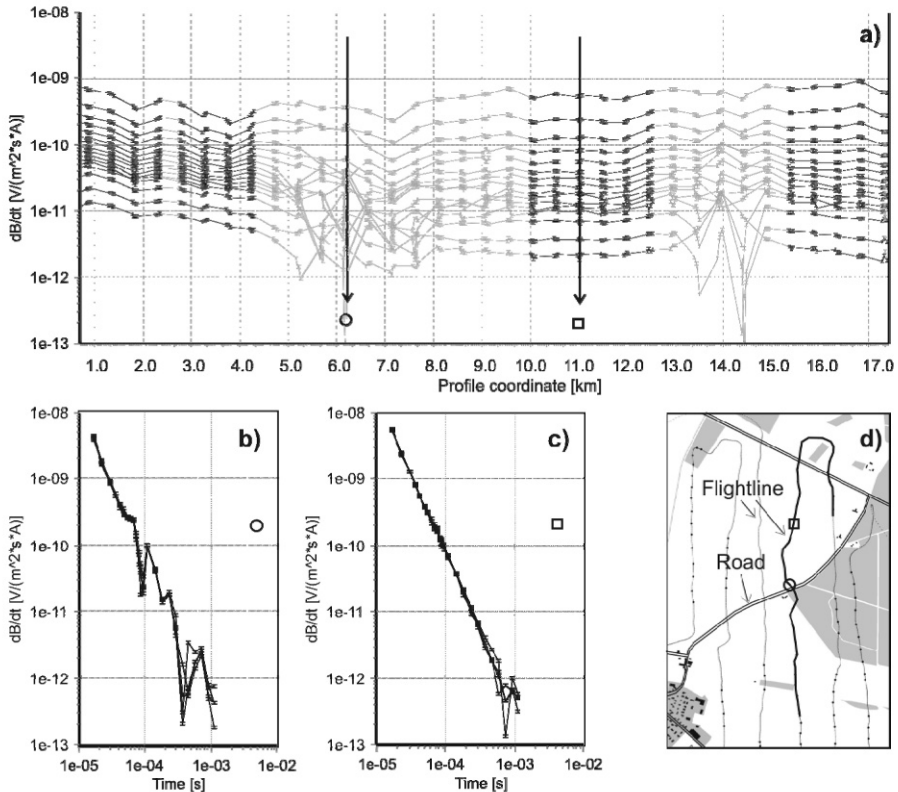 1e-08
a)
1e-09
1e-10
1e-11
1e-12
1e-13
dB/dt [V/(m^2*s*A)]
1.0 2.0 3.0 4.0 5.0 6.0 7.0 8.0 9.0 10.0 11.0 12.0 13.0 14.0 15.0 16.0 17.0
Profile coordinate [km]
1e-08
b)
1e-09
1e-10
1e-11
1e-12
1e-13
dB/dt [V/(m^2*s*A)]
1e-05 1e-04 1e-03 1e-02
Time [s]
1e-08
c)
1e-09
1e-10
1e-11
1e-12
1e-13
dB/dt [V/(m^2*s*A)]
1e-05 1e-04 1e-03 1e-02
Time [s]
d)
Flightline
Road